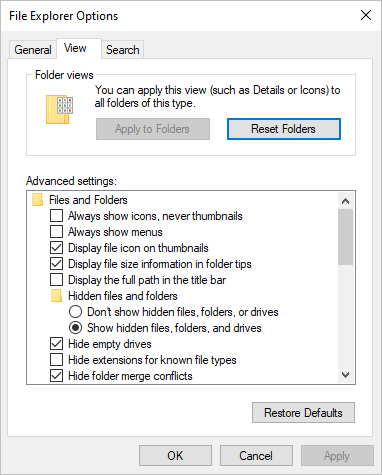 File Explorer Options
General
View
Search
Folder views
You can apply this view (such as Details or Icons) to
all folders of this type.
Apply to Folders
Reset Folders
Advanced settings:
Files and Folders
Always show icons, never thumbnails
Always show menus
Display file icon on thumbnails
Display file size information in folder tips
Display the full path in the title bar
Hidden files and folders
Don't show hidden files, folders, or drives
Show hidden files, folders, and drives
Hide empty drives
Hide extensions for known file types
Hide folder merge conflicts
Restore Defaults
OK
Cancel
Apply